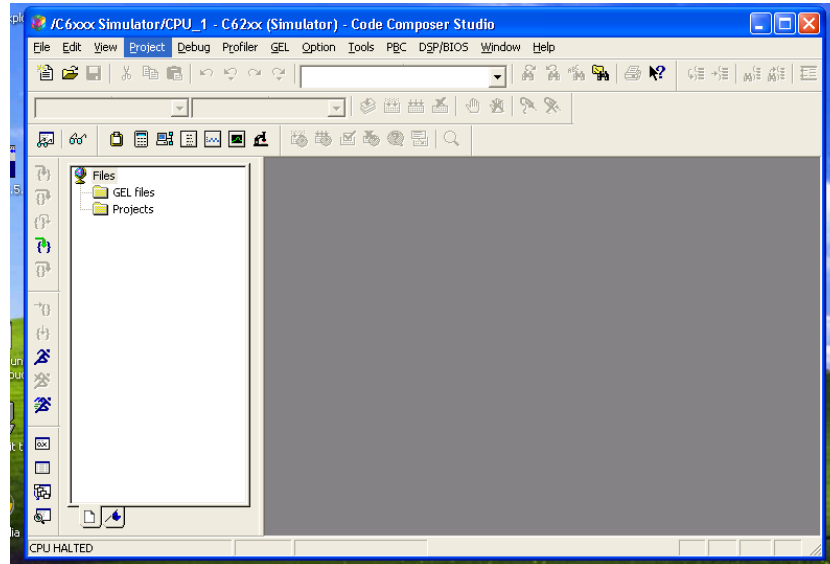 /C6xxx Simulator/CPU_1 - C62xx (Simulator) - Code Composer Studio
File Edit View Project Debug Profiler GEL Option Tools PBC DSP/BIOS Window Help
Files
GEL files
Projects
CPU HALTED